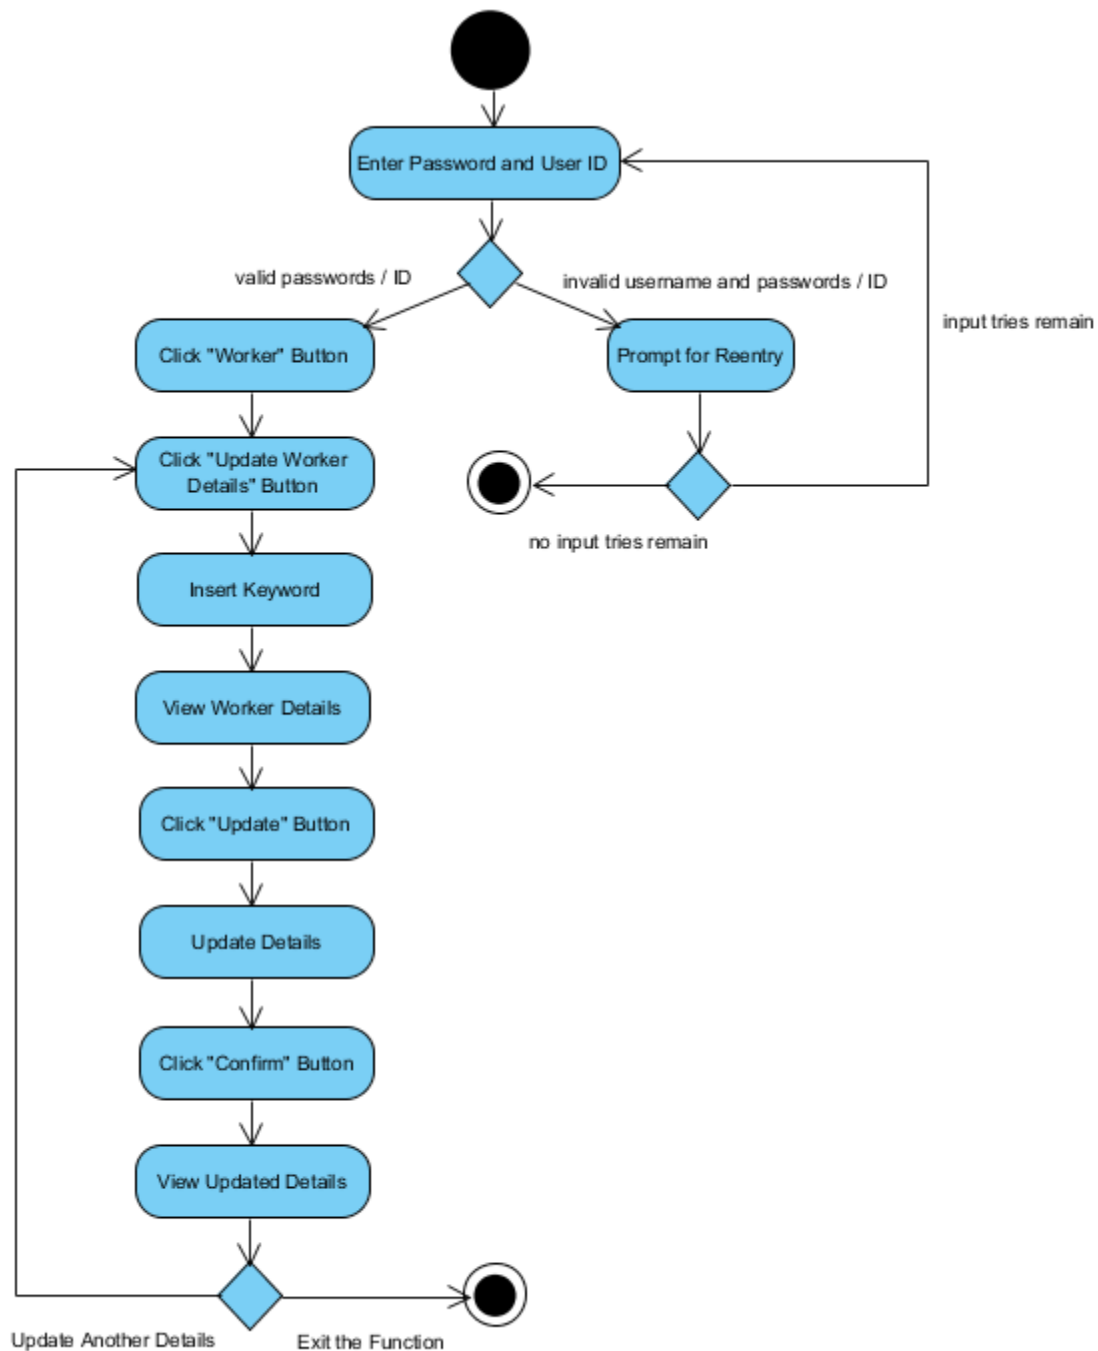 Enter Password and User ID
valid passwords / ID
invalid username and passwords / ID
input tries remain
Click "Worker" Button
Prompt for Reentry
Click "Update Worker
Details" Button
no input tries remain
Insert Keyword
View Worker Details
Click "Update" Button
Update Details
Click "Confirm" Button
View Updated Details
Update Another Details
Exit the Function